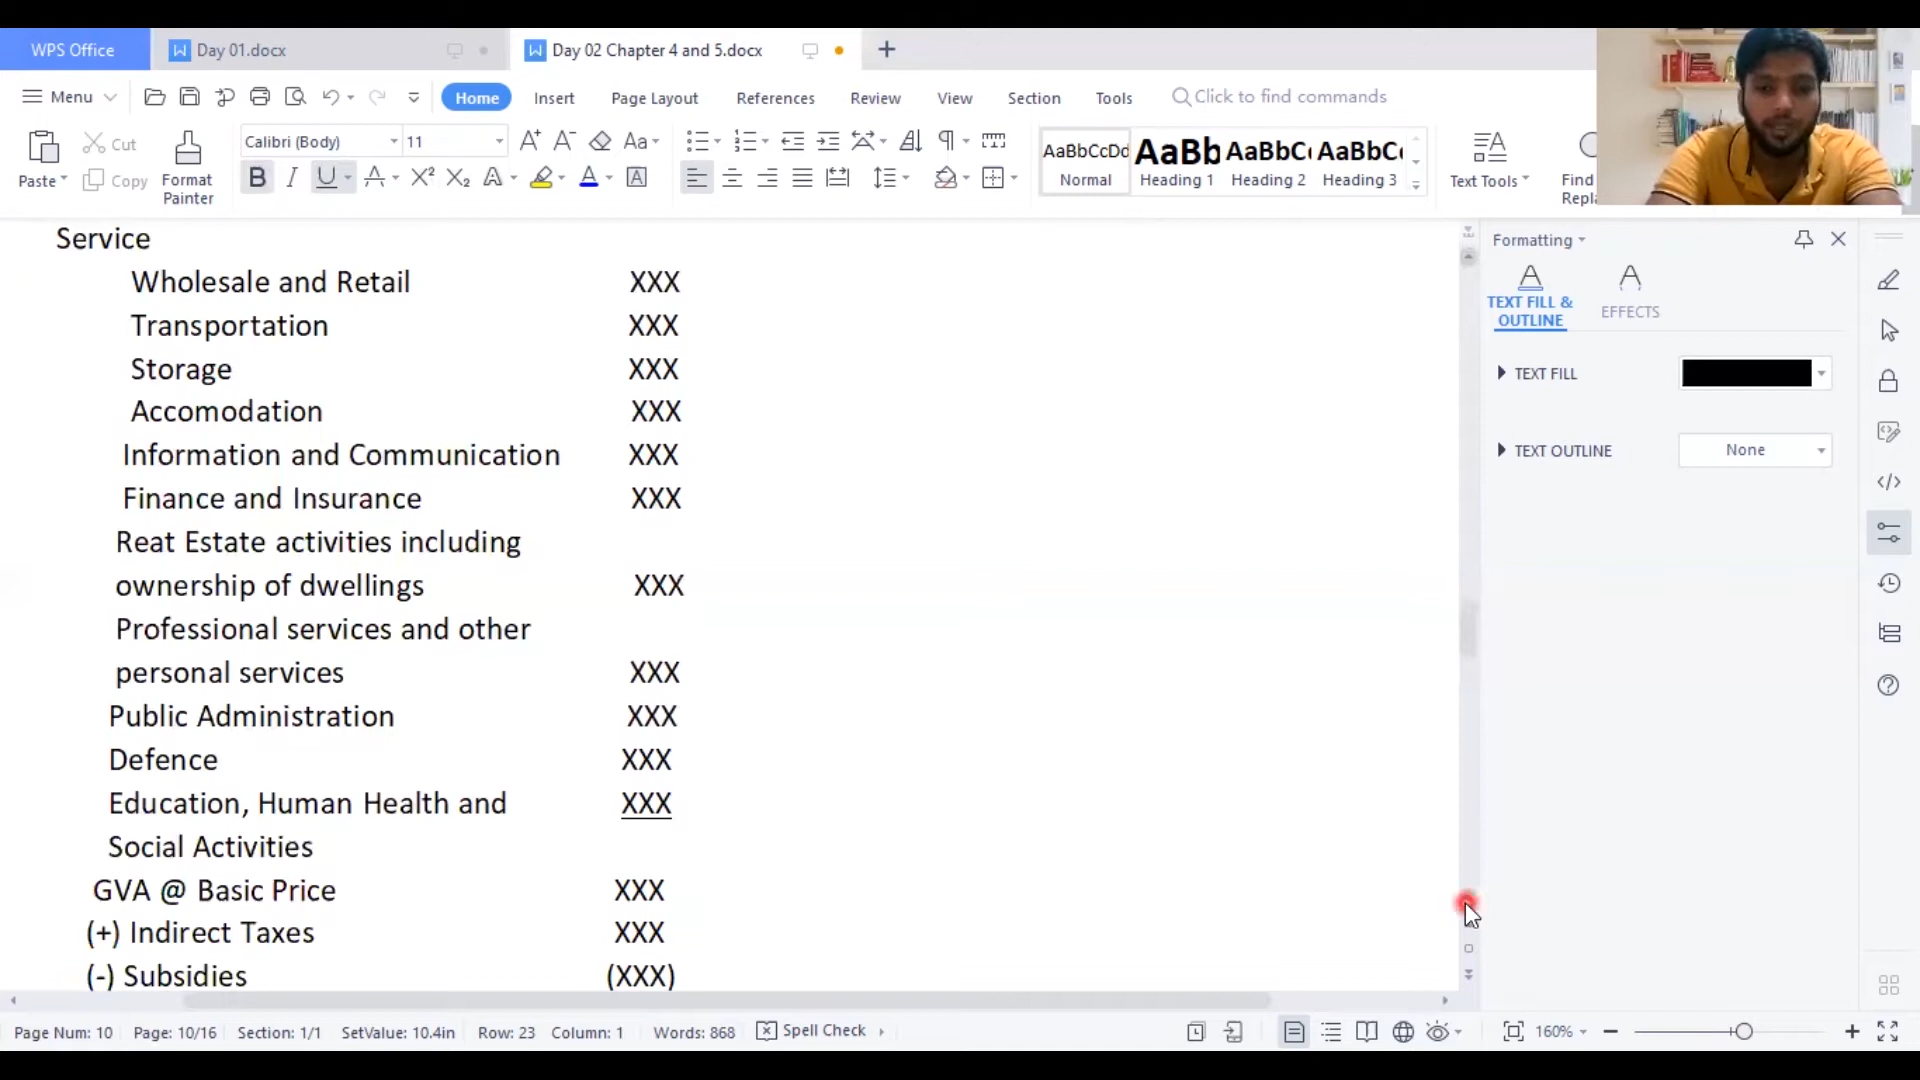 WPS Office Day 01.docx Day 02 Chapter 4 and 5.docx
Menu Home Insert Page Layout References Review View Section Tools Click to find commands
Cut Calibri (Body) 11 Aa AaBbCcDd AaBb AaBbC AaBbC
Paste Copy Format Painter B I U A X² X₂ A A A Normal Heading 1 Heading 2 Heading 3 Text Tools Find
Repl
Service
Wholesale and Retail XXX
Transportation XXX
Storage XXX
Accomodation XXX
Information and Communication XXX
Finance and Insurance XXX
Reat Estate activities including
ownership of dwellings XXX
Professional services and other
personal services XXX
Public Administration XXX
Defence XXX
Education, Human Health and XXX
Social Activities
GVA @ Basic Price XXX
(+) Indirect Taxes XXX
(-) Subsidies (XXX)
Formatting
TEXT FILL & OUTLINE
EFFECTS
TEXT FILL
TEXT OUTLINE None
Page Num: 10 Page: 10/16 Section: 1/1 SetValue: 10.4in Row: 23 Column: 1 Words: 868 Spell Check 160%